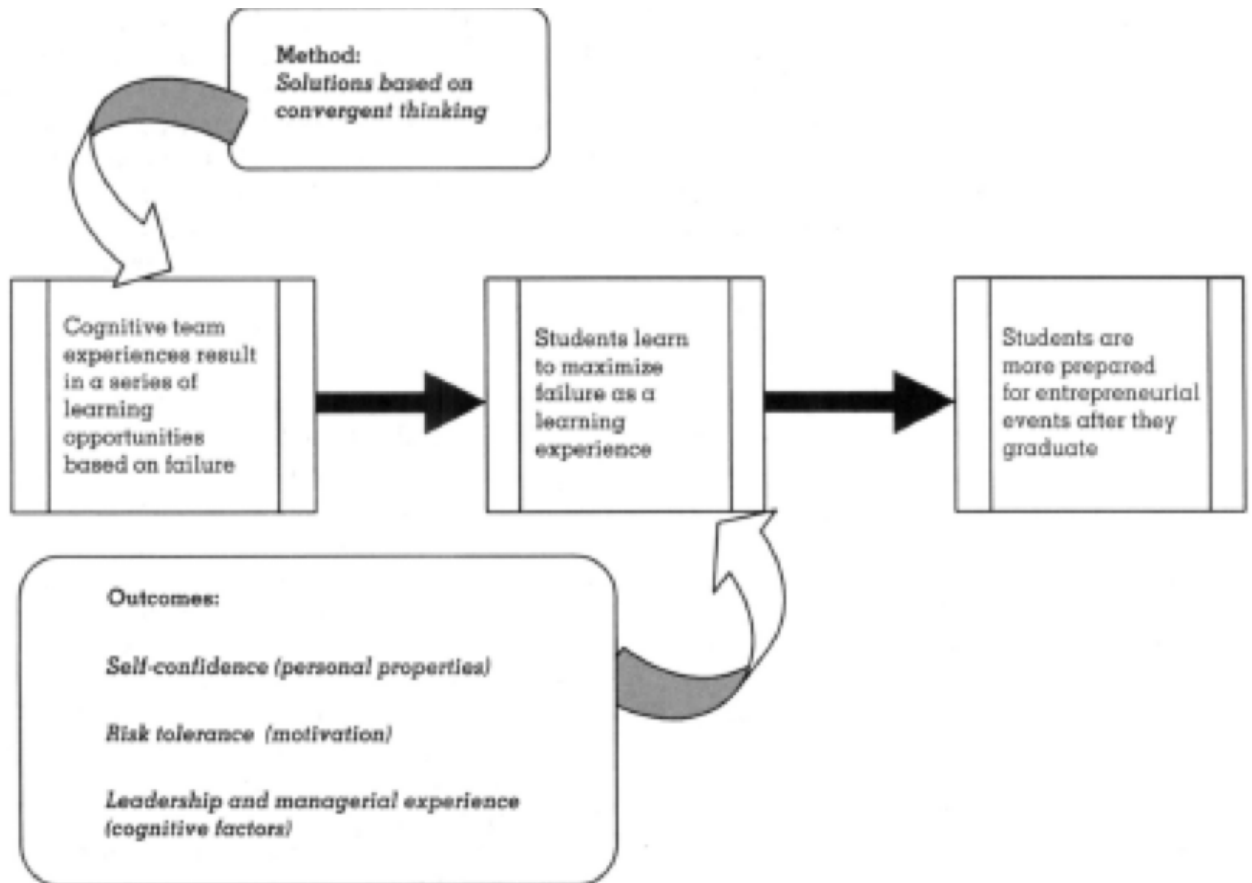 Method:
Solutions based on
convergent thinking
Cognitive team
experiences result
in a series of
learning
opportunities
based on failure
Students learn
to maximize
failure as a
learning
experience
Students are
more prepared
for entrepreneurial
events after they
graduate
Outcomes:
Self-confidence (personal properties)
Risk tolerance (motivation)
Leadership and managerial experience
(cognitive factors)